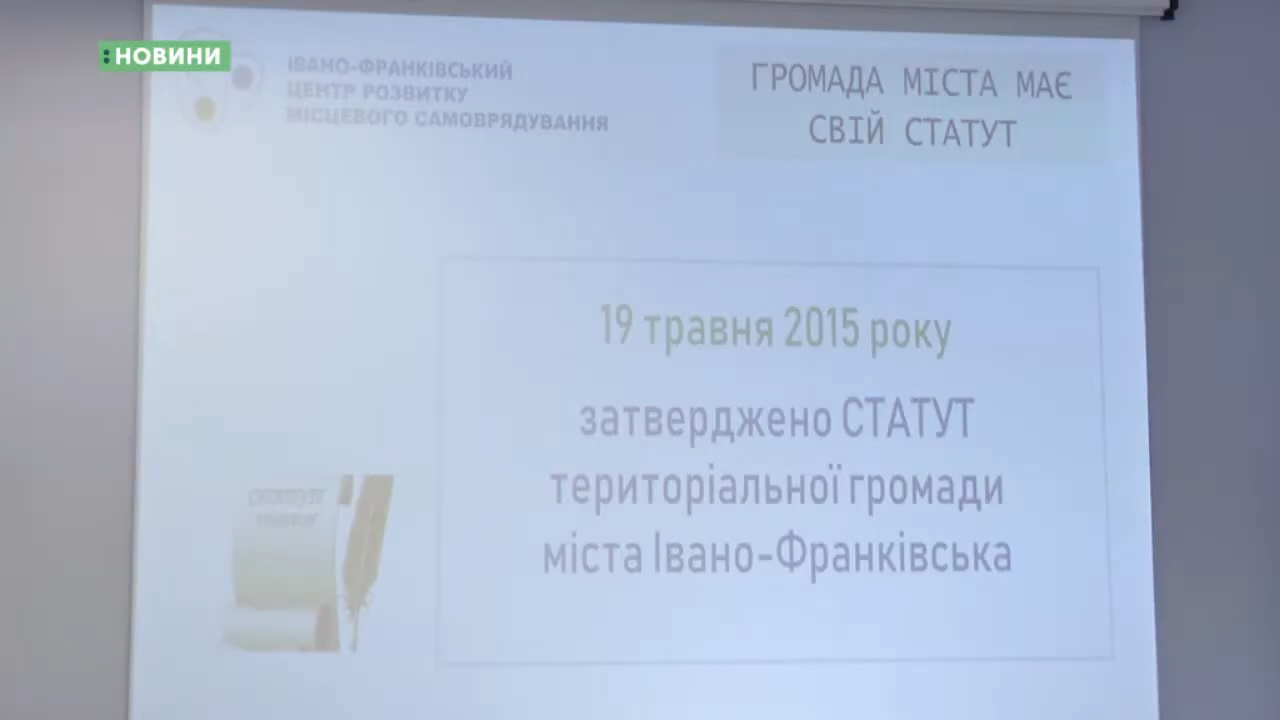 :НОВИНИ
ІВАНО-ФРАНКІВСЬКИЙ
ЦЕНТР РОЗВИТКУ
МІСЦЕВОГО САМОВРЯДУВАННЯ
ГРОМАДА МІСТА МАЄ
СВІЙ СТАТУТ
19 травня 2015 року
затверджено СТАТУТ
територіальної громади
міста Івано-Франківська